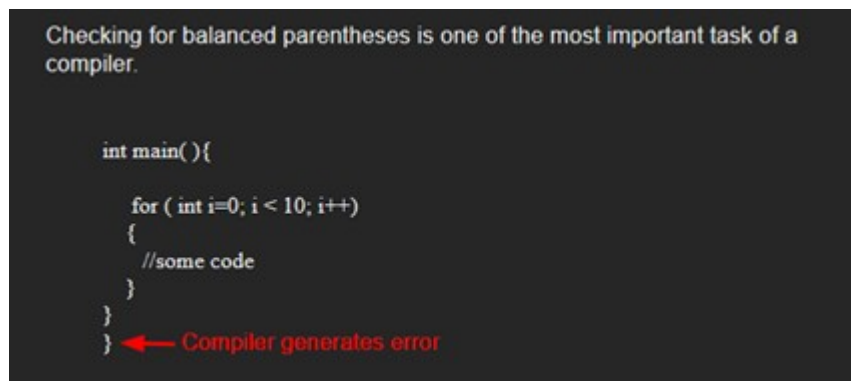 Checking for balanced parentheses is one of the most important task of a
compiler.
int main( ){
for ( int i=0; i < 10; i++)
{
//some code
}
}
} Compiler generates error